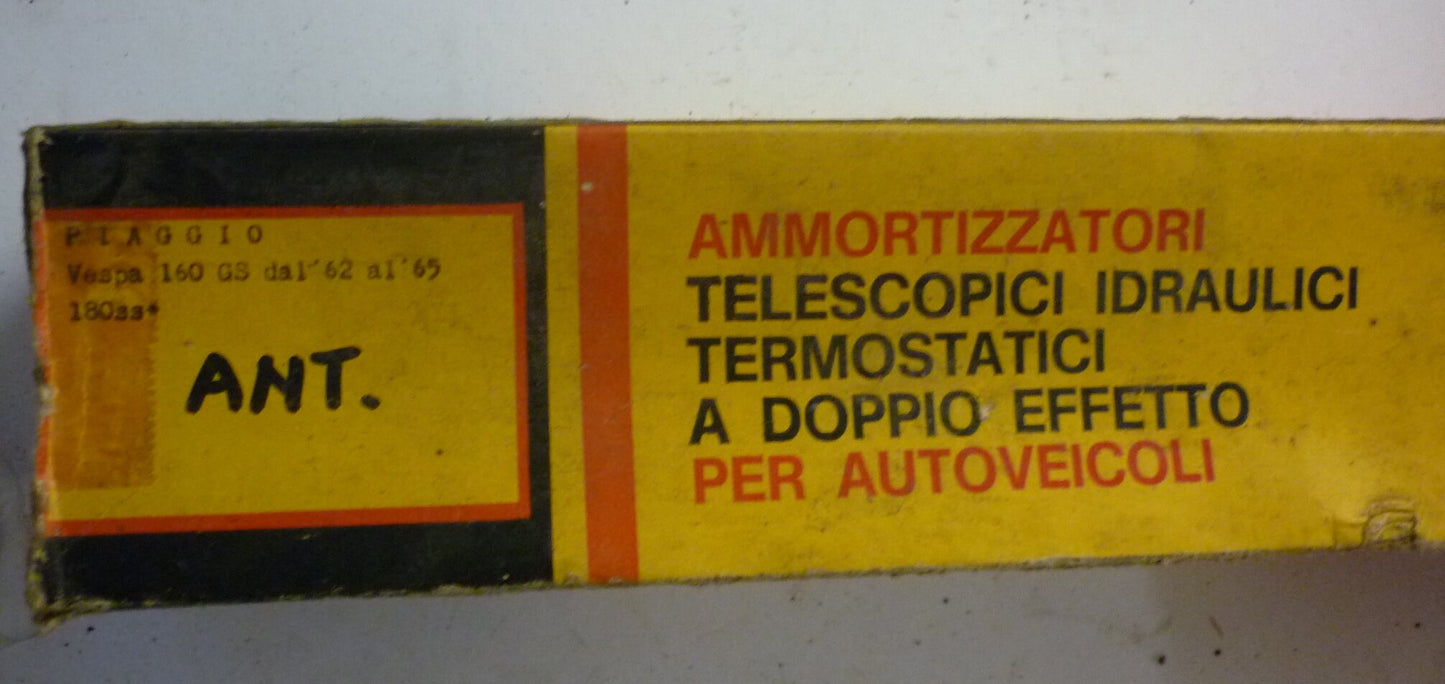 PIAGGIO
Vespa 160 GS dal'62 al'65
180ss*
ANT.
AMMORTIZZATORI
TELESCOPICI IDRAULICI
TERMOSTATICI
A DOPPIO EFFETTO
PER AUTOVEICOLI